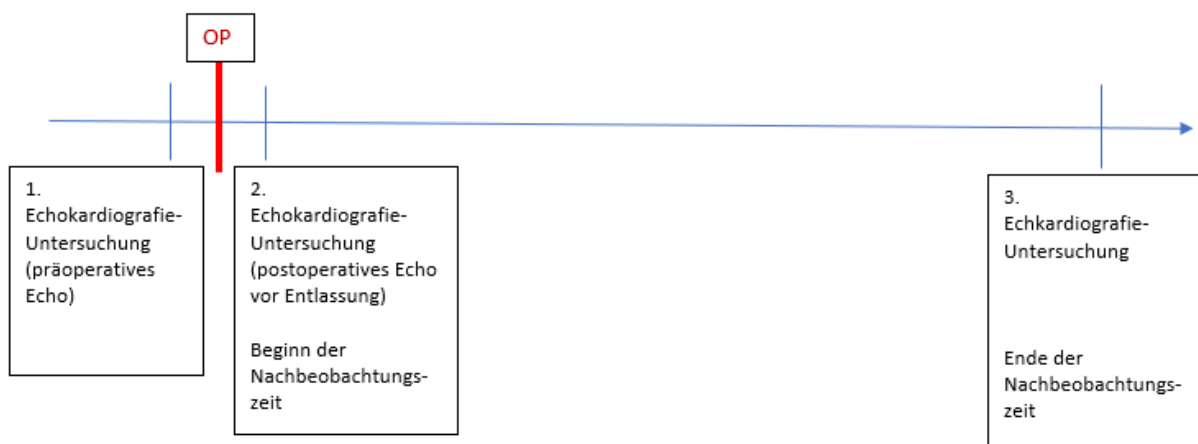 OP
1.
Echokardiografie-
Untersuchung
(präoperatives
Echo)
2.
Echokardiografie-
Untersuchung
(postoperatives Echo
vor Entlassung)
Beginn der
Nachbeobachtungs-
zeit
3.
Echkardiografie-
Untersuchung
Ende der
Nachbeobachtungs-
zeit